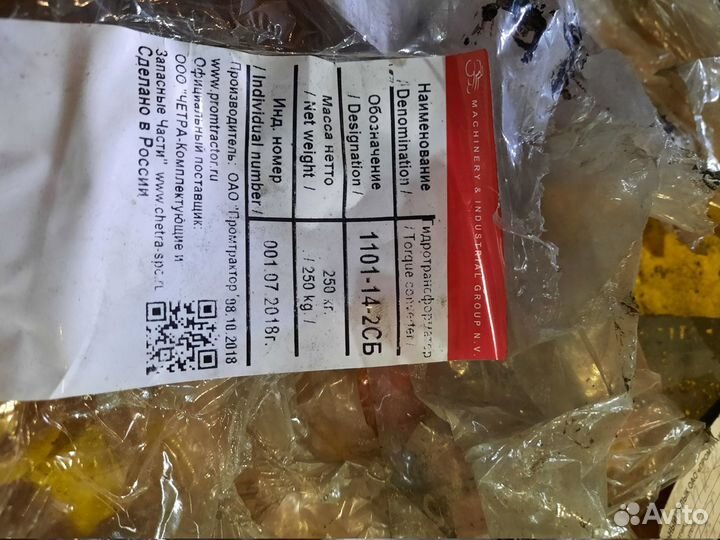 MACHINERY & INDUSTRIAL GROUP N.V.
Наименование / Denomination / Гидротрансформатор / Torque converter /
Обозначение / Designation / 1101-14-2СБ
Масса нетто / Net weight / 250 кг. / 250 kg. /
Инд. номер / Individual number / 001.07.2018г.
Производитель: ОАО "Промтрактор" 08.10.2018
www.promtractor.ru
Официальный поставщик:
ООО "ЧЕТРА-Комплектующие и
Запасные Части" www.chetra-spc.ru
Сделано в России
Avito